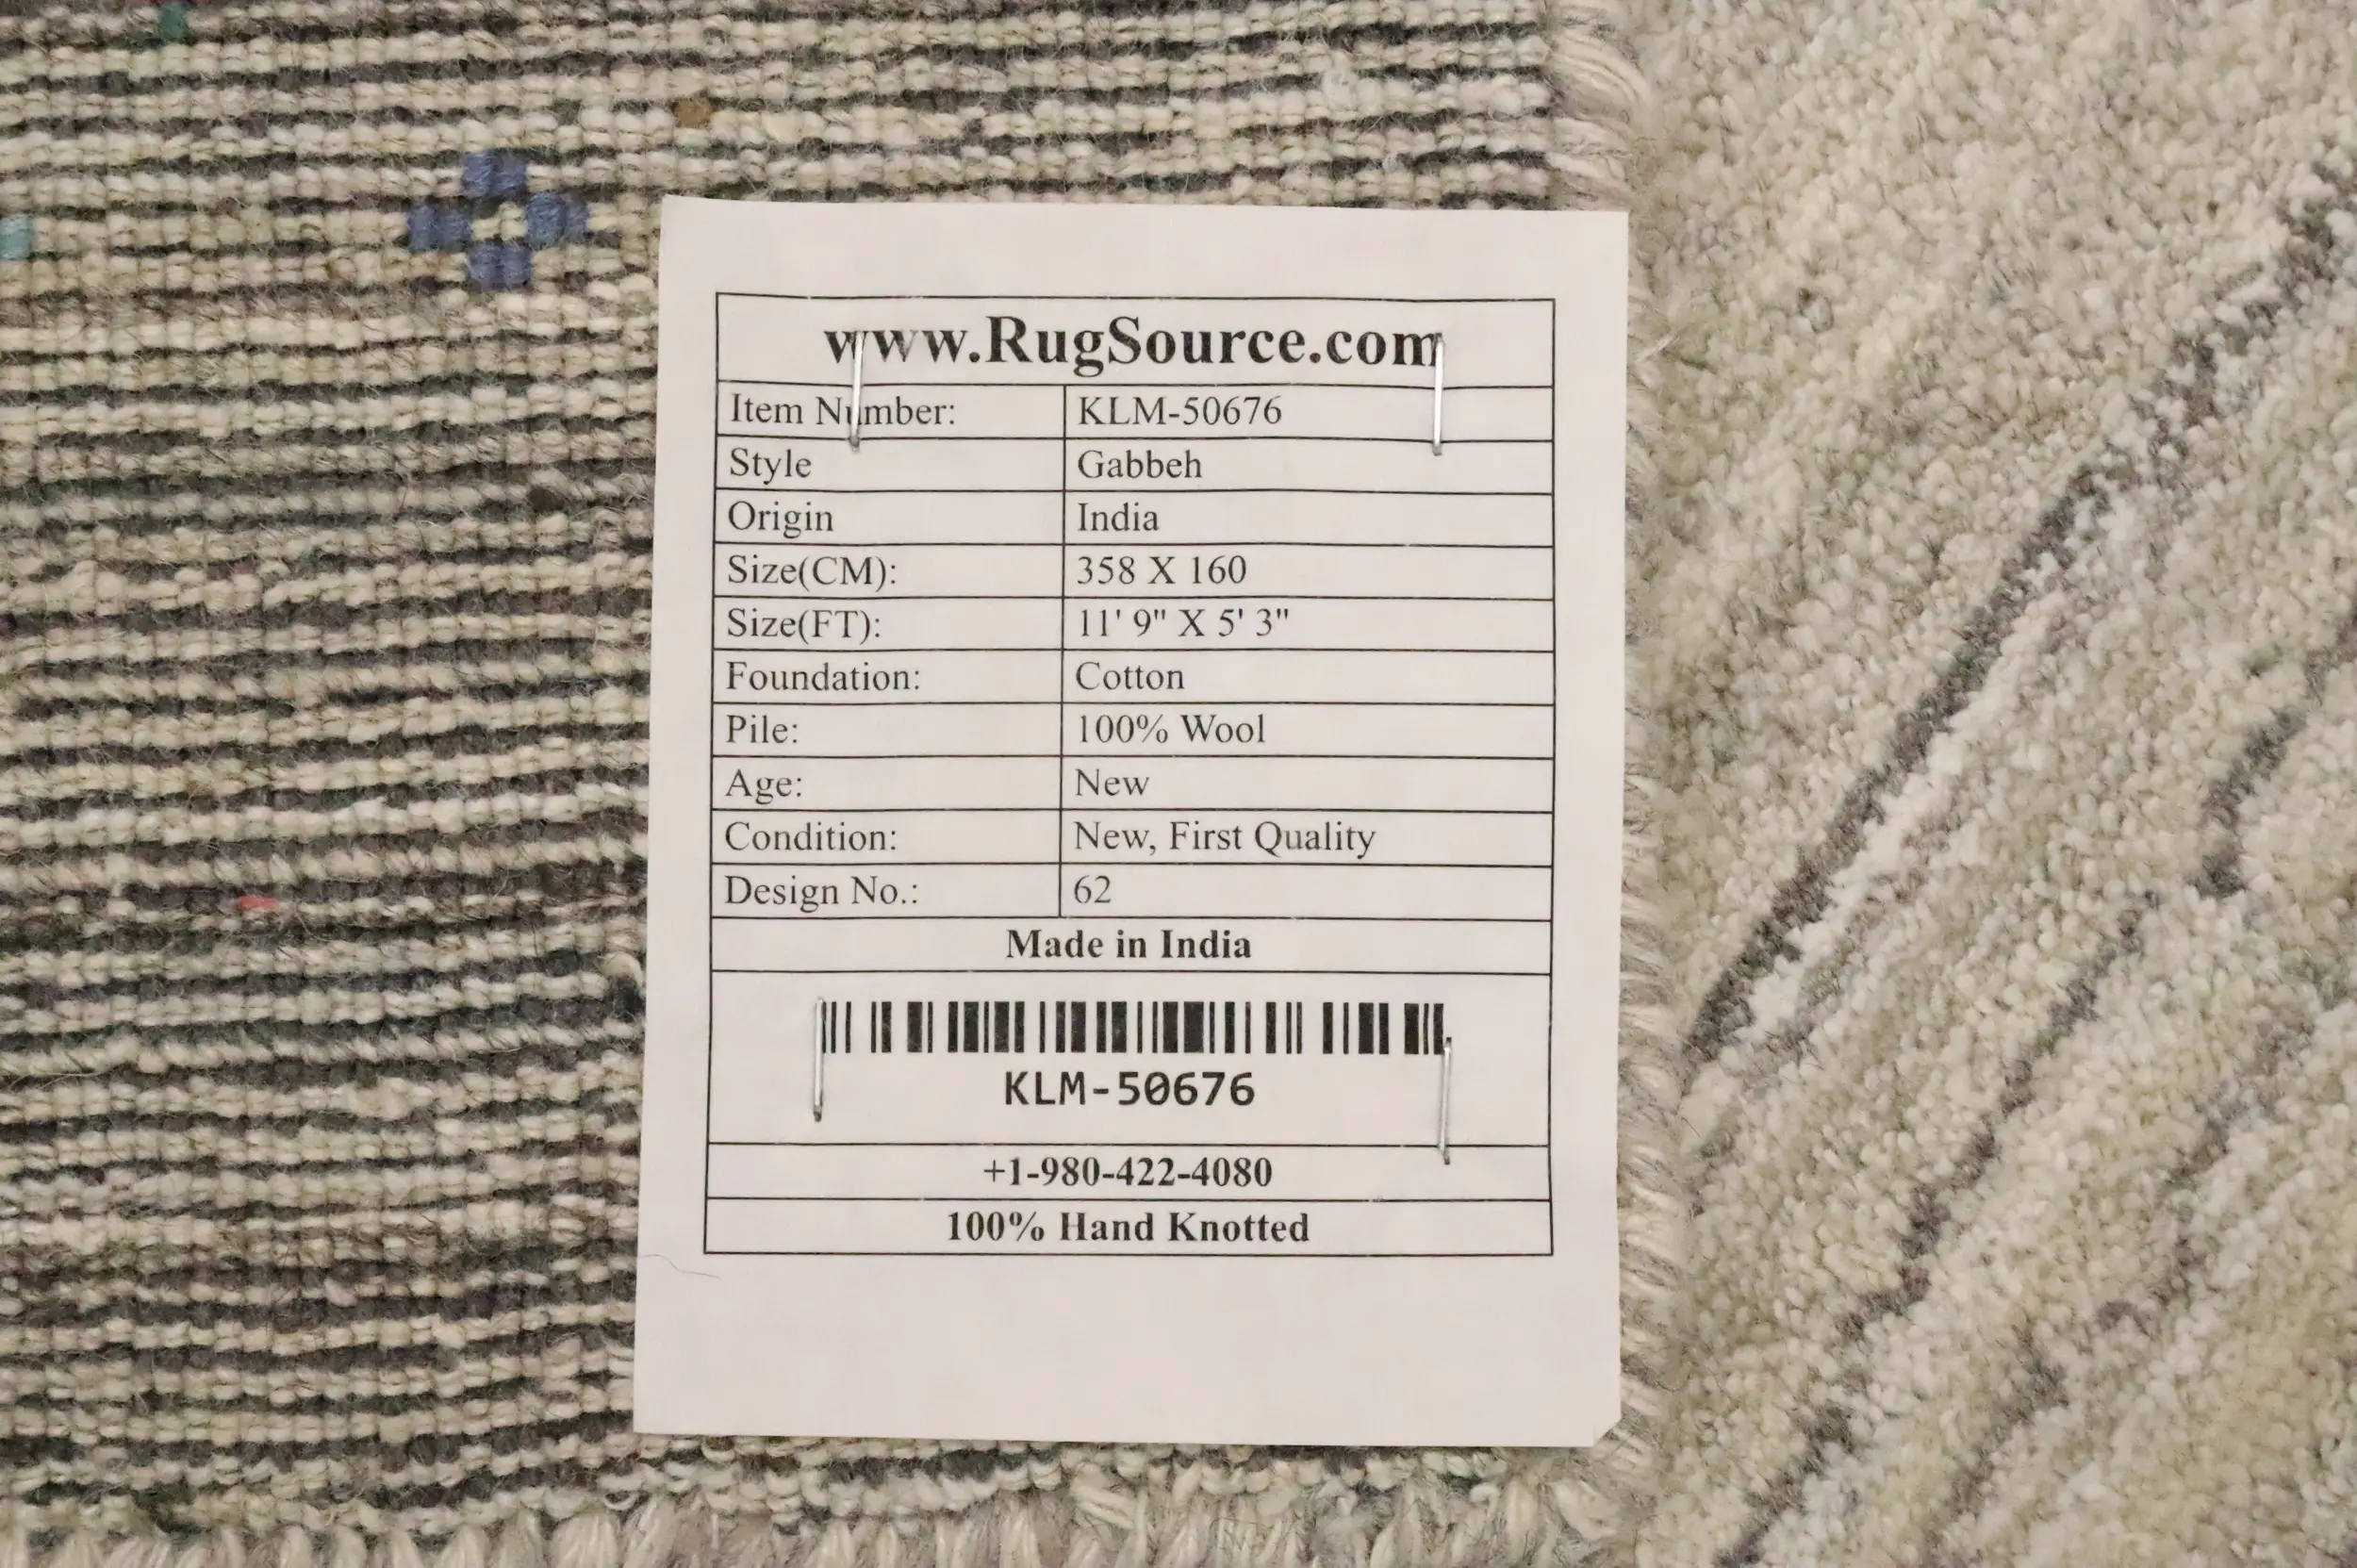 www.RugSource.com
Item Number: KLM-50676
Style Gabbeh
Origin India
Size(CM): 358 X 160
Size(FT): 11' 9" X 5' 3"
Foundation: Cotton
Pile: 100% Wool
Age: New
Condition: New, First Quality
Design No.: 62
Made in India
KLM-50676
+1-980-422-4080
100% Hand Knotted